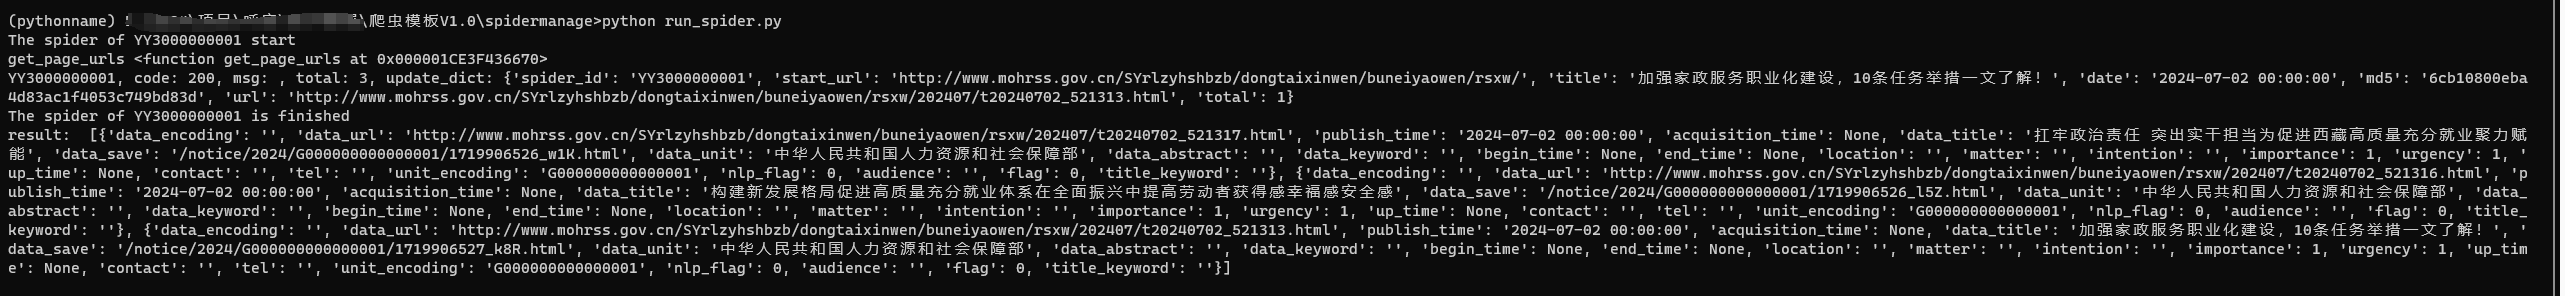 (pythonname) \爬虫模板V1.0\spidermanage>python run_spider.py
The spider of YY3000000001 start
get_page_urls <function get_page_urls at 0x000001CE3F436670>
YY3000000001, code: 200, msg: , total: 3, update_dict: {'spider_id': 'YY3000000001', 'start_url': 'http://www.mohrss.gov.cn/SYrlzyhshbzb/dongtaixinwen/buneiyaowen/rsxw/', 'title': '加强家政服务职业化建设，10条任务举措一文了解！', 'date': '2024-07-02 00:00:00', 'md5': '6cb10800eba
4d83ac1f4053c749bd83d', 'url': 'http://www.mohrss.gov.cn/SYrlzyhshbzb/dongtaixinwen/buneiyaowen/rsxw/202407/t20240702_521313.html', 'total': 1}
The spider of YY3000000001 is finished
result:  [{'data_encoding': '', 'data_url': 'http://www.mohrss.gov.cn/SYrlzyhshbzb/dongtaixinwen/buneiyaowen/rsxw/202407/t20240702_521317.html', 'publish_time': '2024-07-02 00:00:00', 'acquisition_time': None, 'data_title': '扛牢政治责任 突出实干担当为促进西藏高质量充分就业聚力赋
能', 'data_save': '/notice/2024/G000000000000001/1719906526_w1K.html', 'data_unit': '中华人民共和国人力资源和社会保障部', 'data_abstract': '', 'data_keyword': '', 'begin_time': None, 'end_time': None, 'location': '', 'matter': '', 'intention': '', 'importance': 1, 'urgency': 1, '
up_time': None, 'contact': '', 'tel': '', 'unit_encoding': 'G000000000000001', 'nlp_flag': 0, 'audience': '', 'flag': 0, 'title_keyword': ''}, {'data_encoding': '', 'data_url': 'http://www.mohrss.gov.cn/SYrlzyhshbzb/dongtaixinwen/buneiyaowen/rsxw/202407/t20240702_521316.html', 'p
ublish_time': '2024-07-02 00:00:00', 'acquisition_time': None, 'data_title': '构建新发展格局促进高质量充分就业体系在全面振兴中提高劳动者获得感幸福感安全感', 'data_save': '/notice/2024/G000000000000001/1719906526_l5Z.html', 'data_unit': '中华人民共和国人力资源和社会保障部', 'data_
abstract': '', 'data_keyword': '', 'begin_time': None, 'end_time': None, 'location': '', 'matter': '', 'intention': '', 'importance': 1, 'urgency': 1, 'up_time': None, 'contact': '', 'tel': '', 'unit_encoding': 'G000000000000001', 'nlp_flag': 0, 'audience': '', 'flag': 0, 'title_
keyword': ''}, {'data_encoding': '', 'data_url': 'http://www.mohrss.gov.cn/SYrlzyhshbzb/dongtaixinwen/buneiyaowen/rsxw/202407/t20240702_521313.html', 'publish_time': '2024-07-02 00:00:00', 'acquisition_time': None, 'data_title': '加强家政服务职业化建设，10条任务举措一文了解！', '
data_save': '/notice/2024/G000000000000001/1719906527_k8R.html', 'data_unit': '中华人民共和国人力资源和社会保障部', 'data_abstract': '', 'data_keyword': '', 'begin_time': None, 'end_time': None, 'location': '', 'matter': '', 'intention': '', 'importance': 1, 'urgency': 1, 'up_tim
e': None, 'contact': '', 'tel': '', 'unit_encoding': 'G000000000000001', 'nlp_flag': 0, 'audience': '', 'flag': 0, 'title_keyword': ''}]